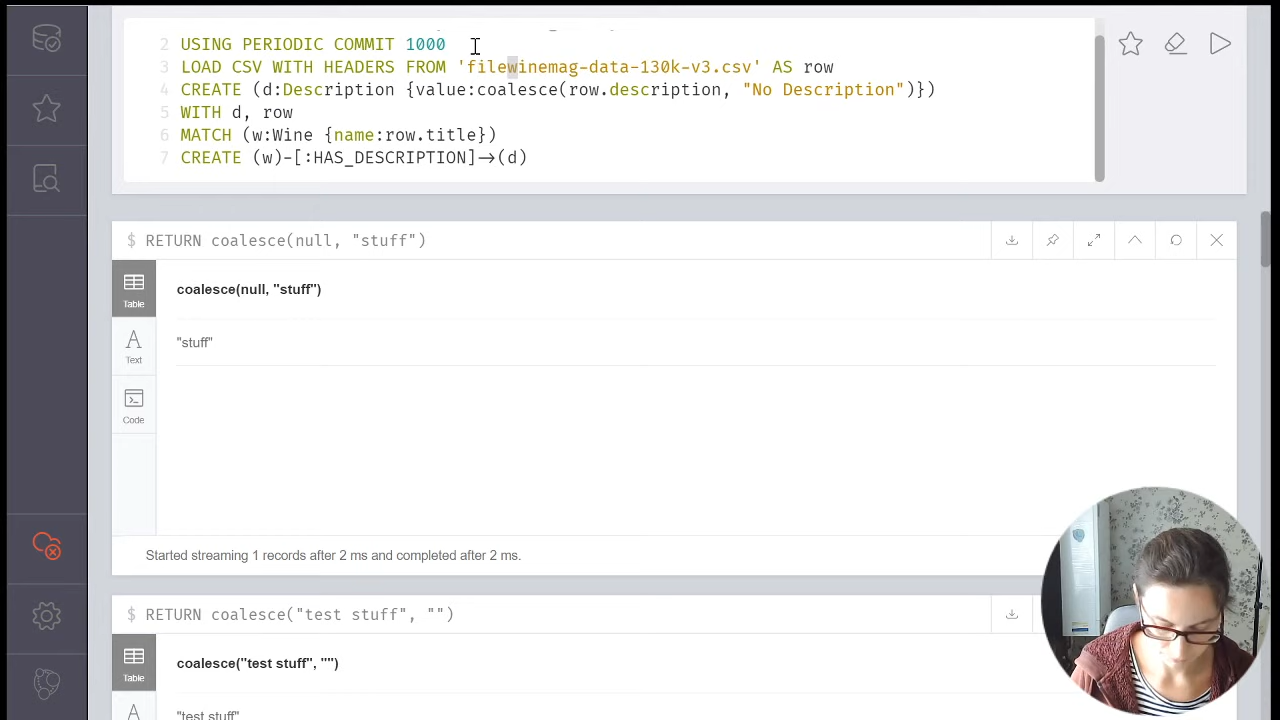 2 USING PERIODIC COMMIT 1000
3 LOAD CSV WITH HEADERS FROM 'filewinemag-data-130k-v3.csv' AS row
4 CREATE (d:Description {value:coalesce(row.description, "No Description")})
5 WITH d, row
6 MATCH (w:Wine {name:row.title})
7 CREATE (w)-[:HAS_DESCRIPTION]->(d)
$ RETURN coalesce(null, "stuff")
Table
coalesce(null, "stuff")
"stuff"
Text
Code
Started streaming 1 records after 2 ms and completed after 2 ms.
$ RETURN coalesce("test stuff", "")
Table
coalesce("test stuff", "")
"test stuff"